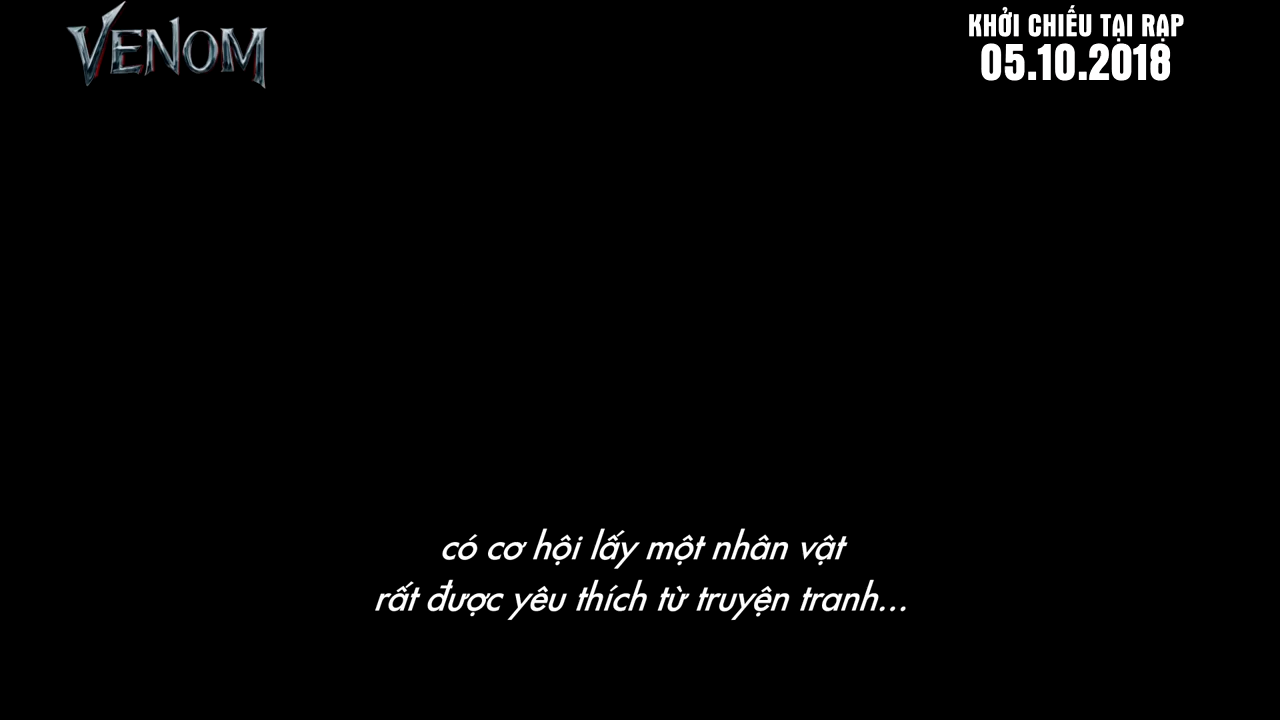 VENOM
KHỞI CHIẾU TẠI RẠP
05.10.2018
có cơ hội lấy một nhân vật
rất được yêu thích từ truyện tranh...